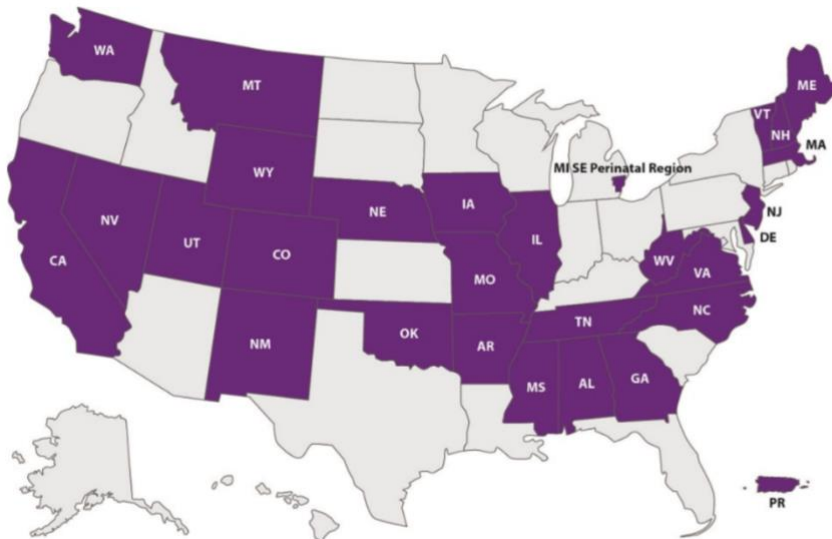 WA
MT
ME
VT
NH
MA
MI SE Perinatal Region
WY
NE
IA
NJ
NV
IL
DE
UT
CO
WV
CA
MO
VA
NC
TN
OK
NM
AR
MS
AL
GA
PR